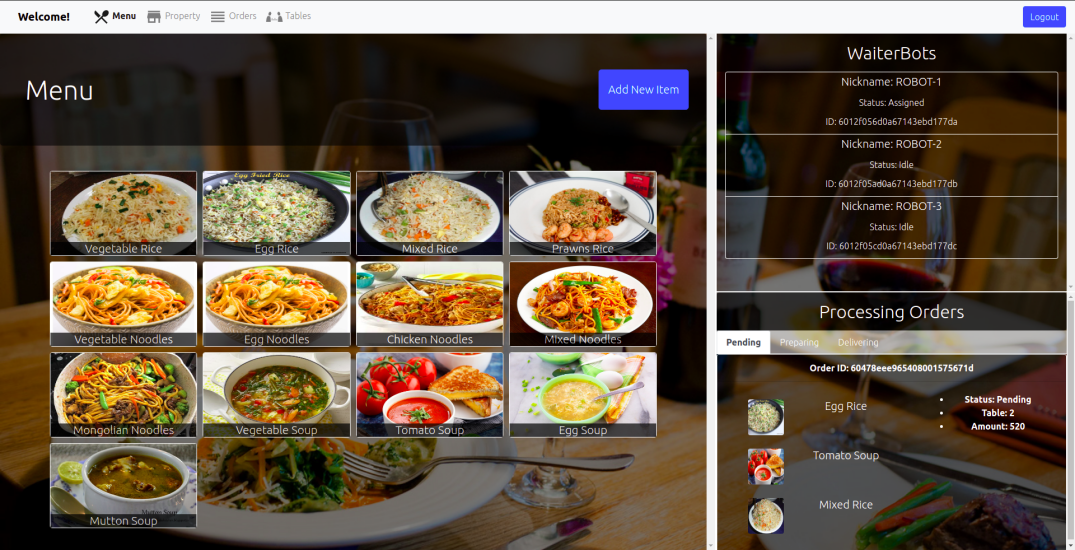 Welcome!
Menu
Property
Orders
Tables
Logout
Menu
Add New Item
Egg Fried Rice
Vegetable Rice
Egg Rice
Mixed Rice
Prawns Rice
Vegetable Noodles
Egg Noodles
Chicken Noodles
Mixed Noodles
Mongolian Noodles
Vegetable Soup
Tomato Soup
Egg Soup
Mutton Soup
Mutton Soup
WaiterBots
Nickname: ROBOT-1
Status: Assigned
ID: 6012f056d0a67143ebd177da
Nickname: ROBOT-2
Status: Idle
ID: 6012f05ad0a67143ebd177db
Nickname: ROBOT-3
Status: Idle
ID: 6012f05cd0a67143ebd177dc
Processing Orders
Pending
Preparing
Delivering
Order ID: 60478eee965408001575671d
Egg Rice
Status: Pending
Table: 2
Amount: 520
Tomato Soup
Mixed Rice